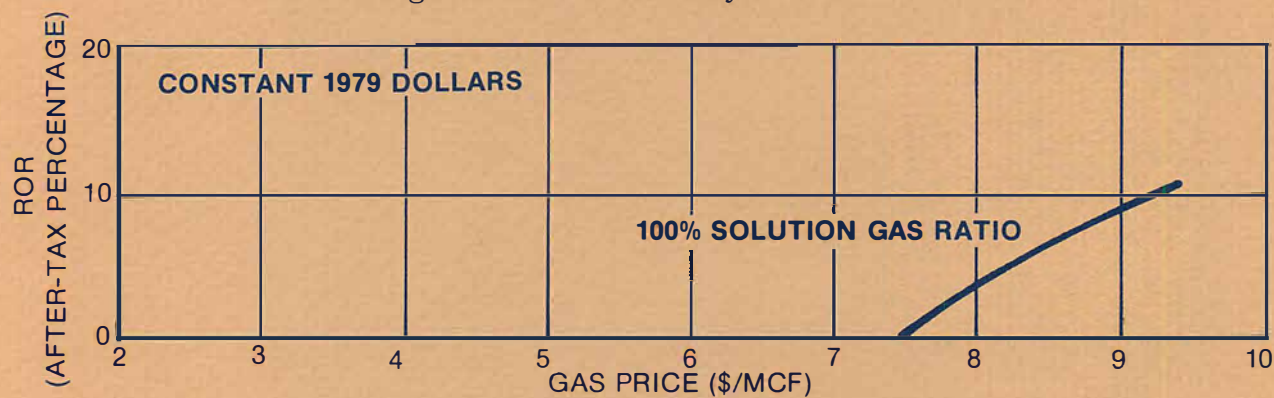 20
CONSTANT 1979 DOLLARS
ROR
(AFTER-TAX PERCENTAGE)
10
100% SOLUTION GAS RATIO
0
2 3 4 5 6 7 8 9 10
GAS PRICE ($/MCF)